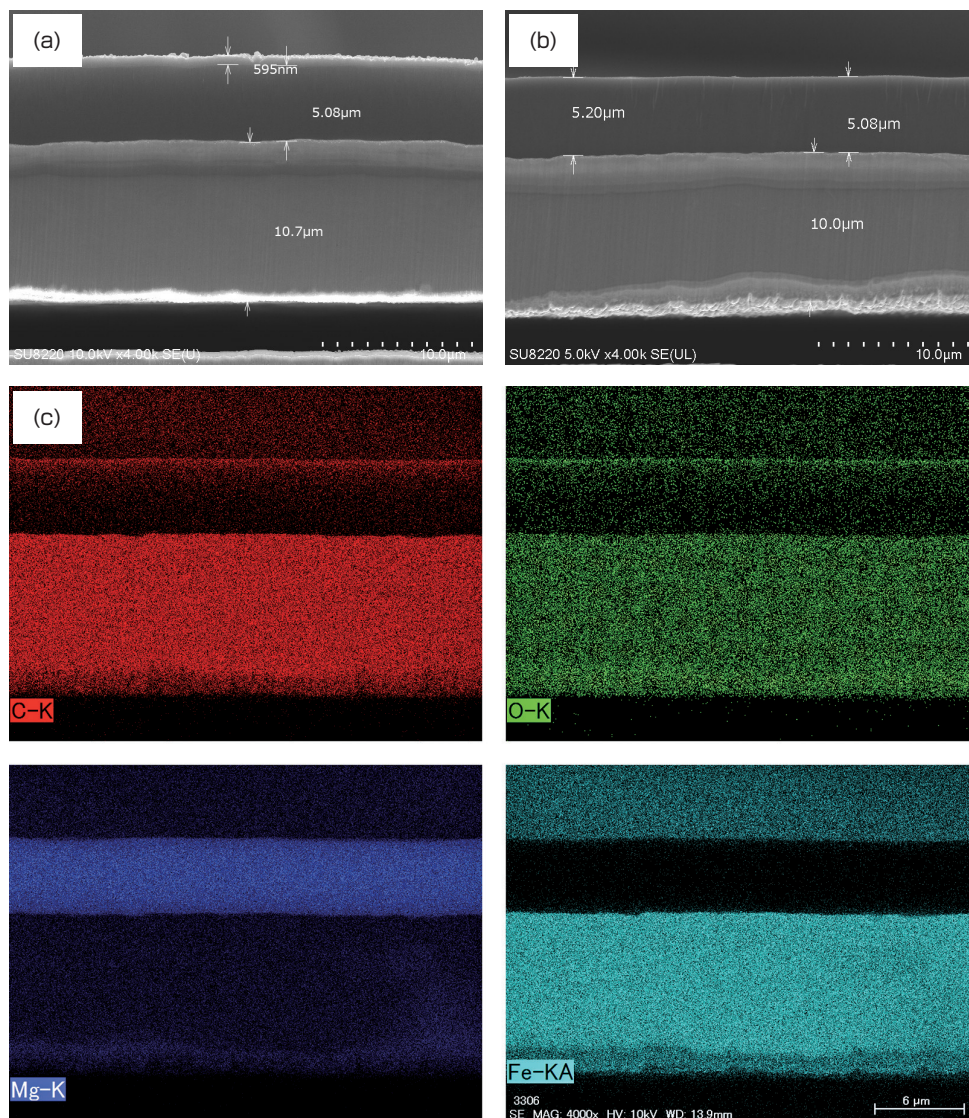 (a)
595nm
5.08µm
10.7µm
SU8220 10.0kV x4.00k SE(U)
10.0µm
(b)
5.20µm
5.08µm
10.0µm
SU8220 5.0kV x4.00k SE(UL)
10.0µm
(c)
C-K
O-K
Mg-K
Fe-KA
3306
6 µm
SE MAG: 4000x HV: 10kV WD: 13.9mm